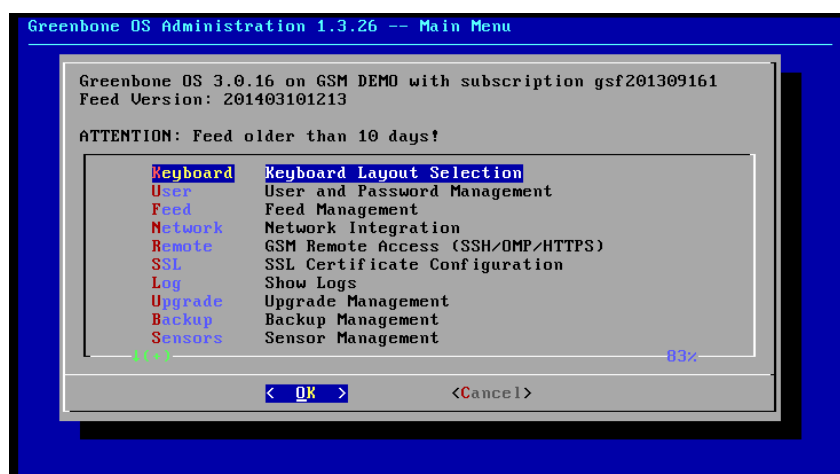 Greenbone OS Administration 1.3.26 -- Main Menu
Greenbone OS 3.0.16 on GSM DEMO with subscription gsf201309161
Feed Version: 201403101213
ATTENTION: Feed older than 10 days!
Keyboard Keyboard Layout Selection
User User and Password Management
Feed Feed Management
Network Network Integration
Remote GSM Remote Access (SSH/OMP/HTTPS)
SSL SSL Certificate Configuration
Log Show Logs
Upgrade Upgrade Management
Backup Backup Management
Sensors Sensor Management
↓(+) 83%
< OK > <Cancel>